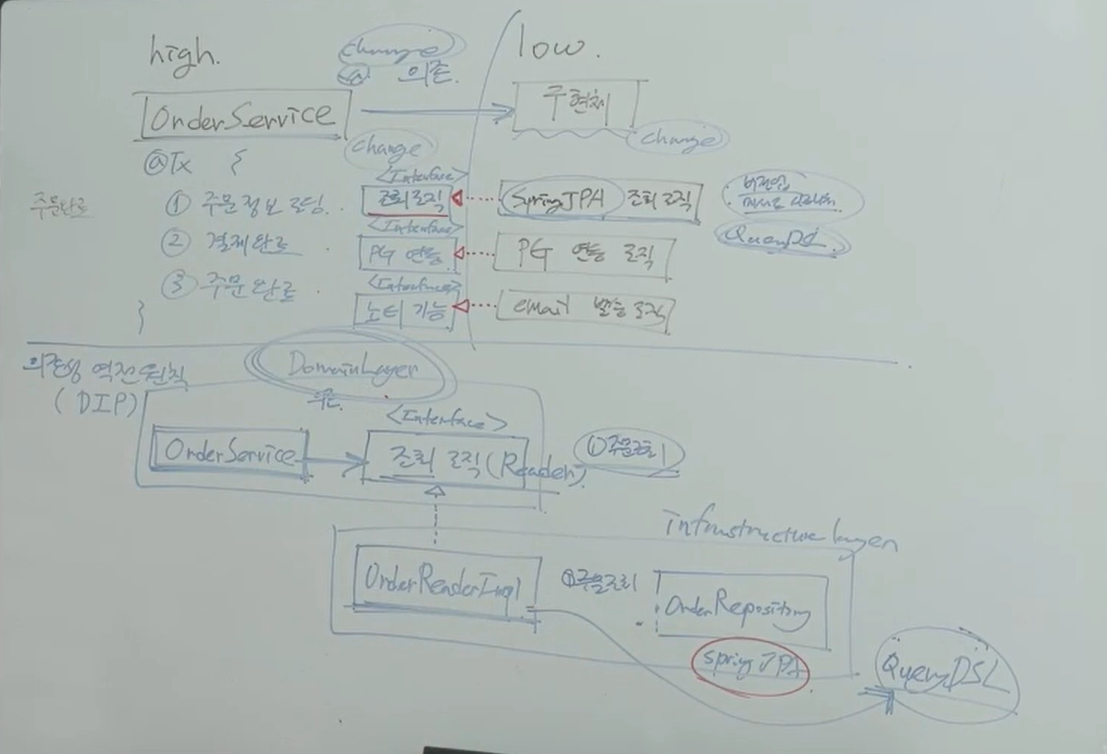 high.
change
의존.
low.
OrderService
구현체
change
change
@Tx {
<Interface>
주문완료
① 주문정보 로딩.
조회로직
SpringJPA 조회 로직
QueryDSL
<Interface>
② 결제완료.
PG 연동
PG 연동 로직
<Interface>
③ 주문완료.
노티 기능
email 발송 로직
}
의존성 역전 원칙
(DIP)
DomainLayer
의존.
<Interface>
OrderService
조회 로직 (Reader)
① 주문조회
infrastructure layer
OrderReaderImpl
① 주문조회
OrderRepository
Spring JPA
QueryDSL